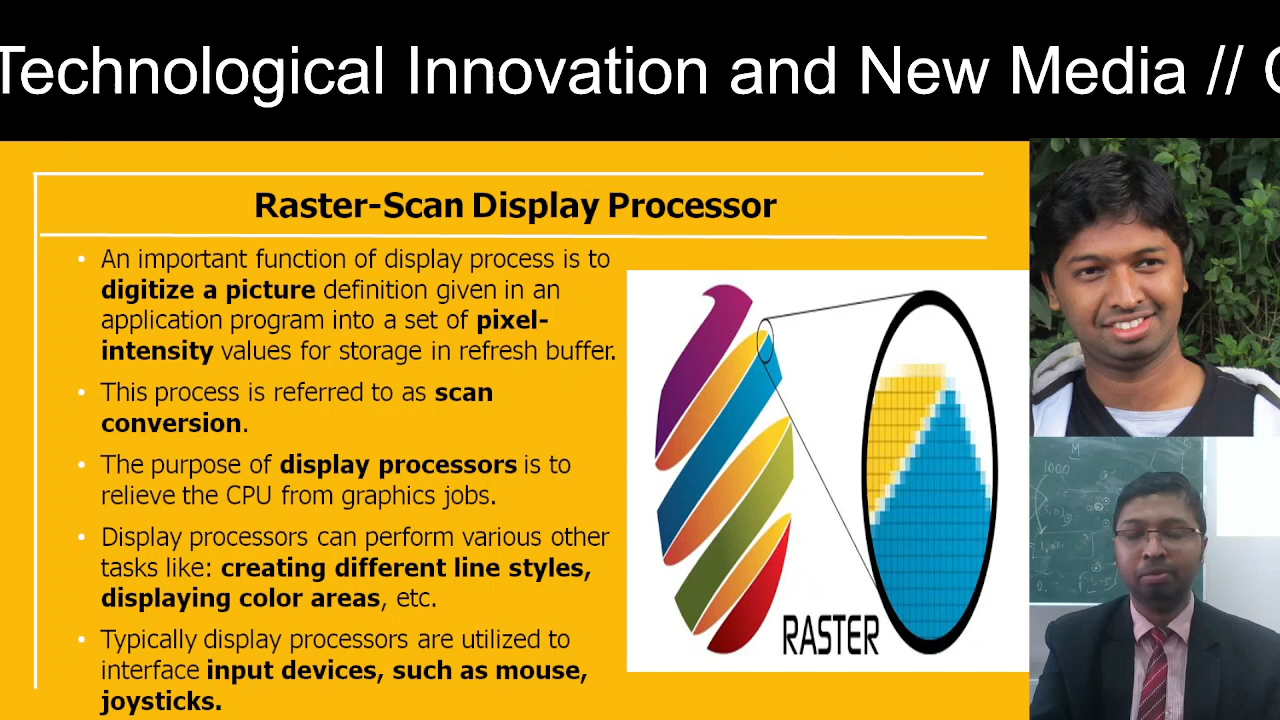 Technological Innovation and New Media //
Raster-Scan Display Processor
• An important function of display process is to
digitize a picture definition given in an
application program into a set of pixel-
intensity values for storage in refresh buffer.
• This process is referred to as scan
conversion.
• The purpose of display processors is to
relieve the CPU from graphics jobs.
• Display processors can perform various other
tasks like: creating different line styles,
displaying color areas, etc.
• Typically display processors are utilized to
interface input devices, such as mouse,
joysticks.
RASTER
M
1000